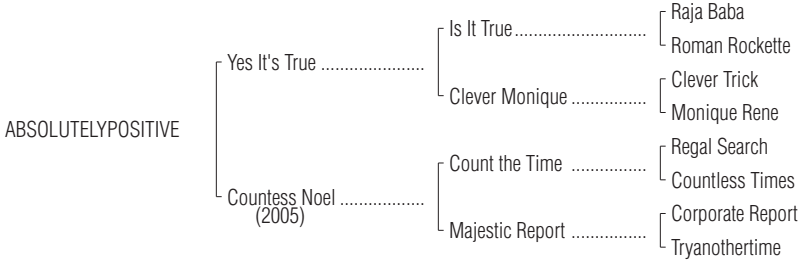 Raja Baba
Is It True............................
Roman Rockette
Yes It's True ......................
Clever Trick
Clever Monique ................
Monique Rene
ABSOLUTELYPOSITIVE
Regal Search
Count the Time ................
Countless Times
Countess Noel ..................
(2005)
Corporate Report
Majestic Report ................
Tryanothertime